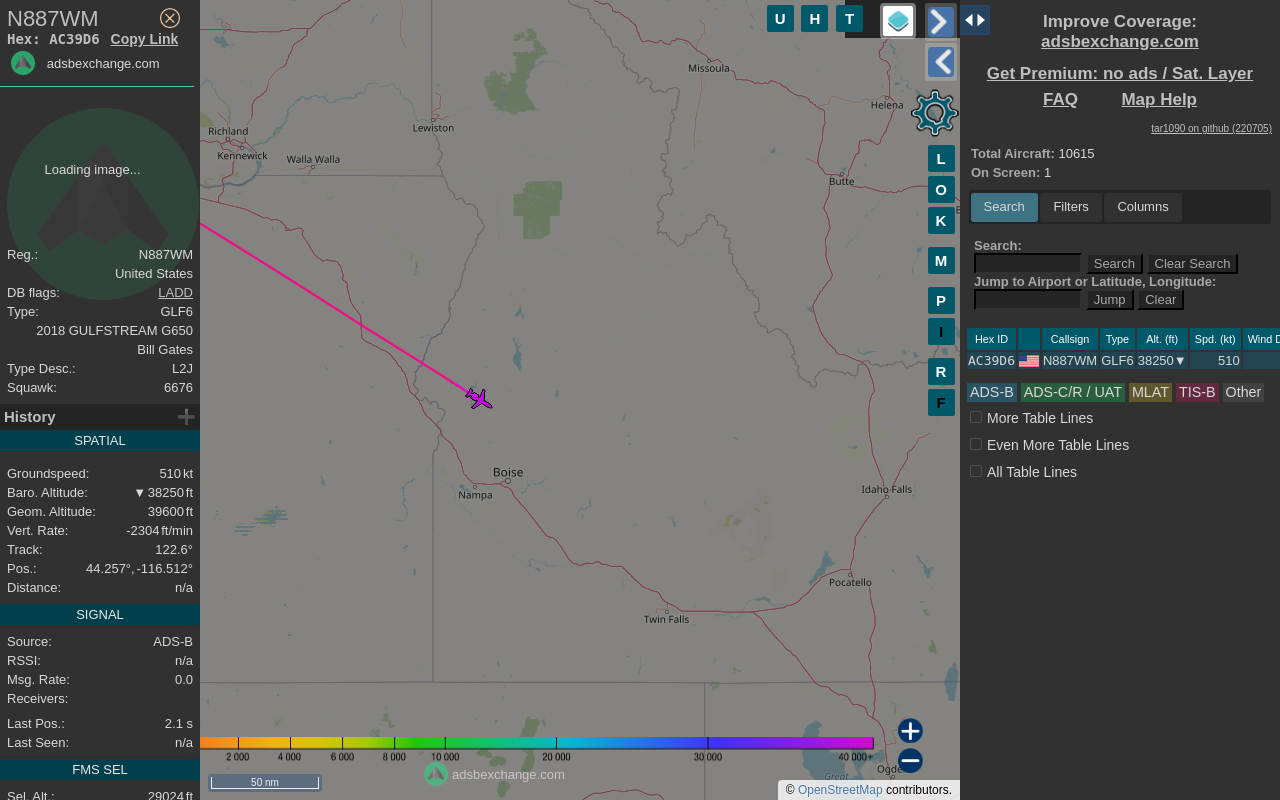 N887WM
Hex: AC39D6 Copy Link
adsbexchange.com
Loading image...
Reg.: N887WM
United States
DB flags: LADD
Type: GLF6
2018 GULFSTREAM G650
Bill Gates
Type Desc.: L2J
Squawk: 6676
History
SPATIAL
Groundspeed: 510 kt
Baro. Altitude: ▼ 38250 ft
Geom. Altitude: 39600 ft
Vert. Rate: -2304 ft/min
Track: 122.6°
Pos.: 44.257°, -116.512°
Distance: n/a
SIGNAL
Source: ADS-B
RSSI: n/a
Msg. Rate: 0.0
Receivers:
Last Pos.: 2.1 s
Last Seen: n/a
FMS SEL
Sel. Alt.: 29024 ft
U H T
Missoula
Helena
Lewiston
Richland
Kennewick
Walla Walla
Butte
Boise
Nampa
Idaho Falls
Pocatello
Twin Falls
Great
Ogde
L
O
K
M
P
I
R
F
2 000 4 000 6 000 8 000 10 000 20 000 30 000 40 000+
50 nm
adsbexchange.com
© OpenStreetMap contributors.
Improve Coverage:
adsbexchange.com
Get Premium: no ads / Sat. Layer
FAQ Map Help
tar1090 on github (220705)
Total Aircraft: 10615
On Screen: 1
Search Filters Columns
Search:
Search Clear Search
Jump to Airport or Latitude, Longitude:
Jump Clear
Hex ID Callsign Type Alt. (ft) Spd. (kt) Wind D
AC39D6 N887WM GLF6 38250▼ 510
ADS-B ADS-C/R / UAT MLAT TIS-B Other
More Table Lines
Even More Table Lines
All Table Lines